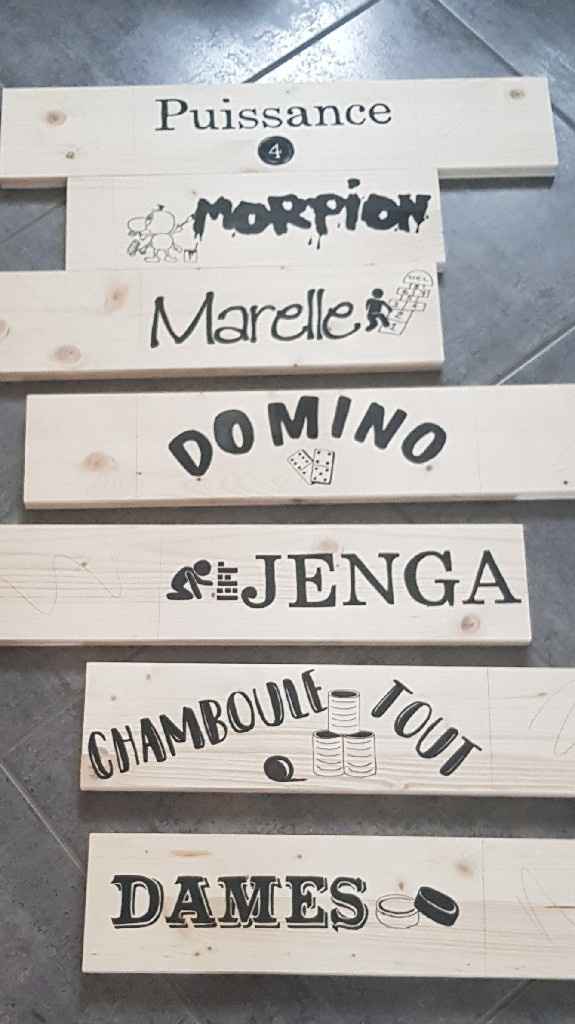 Puissance
4
MORPiON
Marelle
DOMINO
JENGA
CHAMBOULE TOUT
DAMES